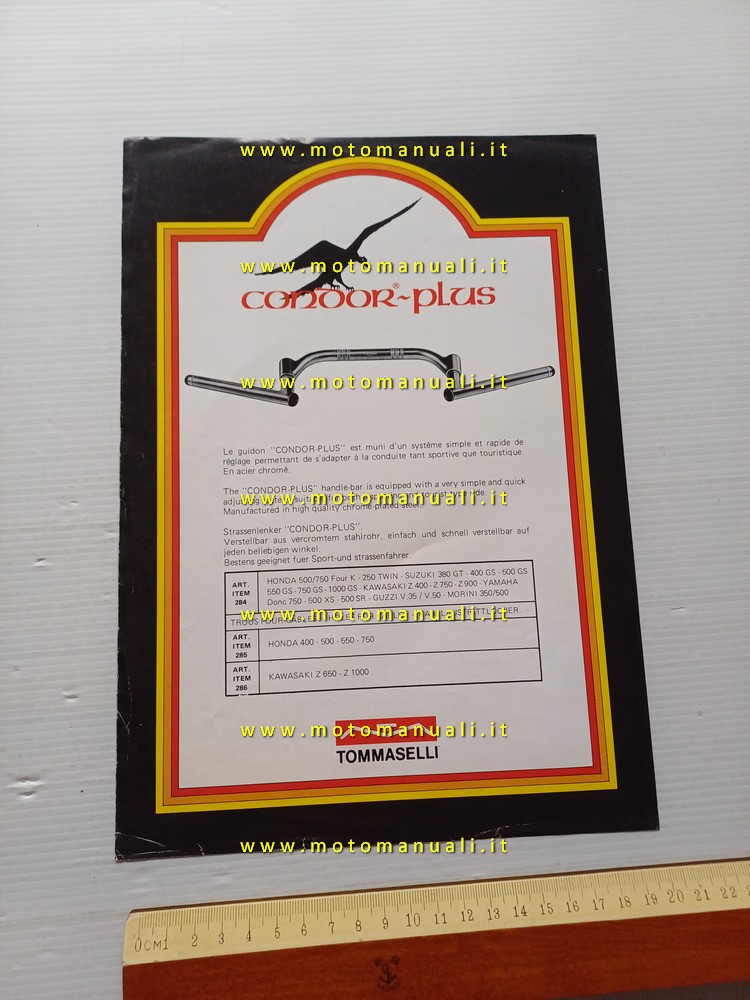 www.motomanuali.it
www.motomanuali.it
CONDOR®~PLUS
www.motomanuali.it
Le guidon "CONDOR-PLUS" est muni d'un systéme simple et rapide de
réglage permettant de s'adapter à la conduite tant sportive que touristique.
En acier chromé.
The "CONDOR-PLUS" handle-bar is equipped with a very simple and quick
www.motomanuali.it
Manufactured in high quality chrome-plated steel.
Strassenlenker "CONDOR-PLUS".
Verstellbar aus vercromtem stahlrohr, einfach und schnell verstellbar auf
jeden beliebigen winkel.
Bestens geeignet fuer Sport-und strassenfahrer.
ART. ITEM 284
HONDA 500/750 Four K - 250 TWIN - SUZUKI 380 GT - 400 GS - 500 GS
550 GS - 750 GS - 1000 GS - KAWASAKI Z 400 - Z 750 - Z 900 - YAMAHA
Donc 750 - 500 XS - 500 SR - GUZZI V.35 / V.50 - MORINI 350/500
www.motomanuali.it
ART. ITEM 285
HONDA 400 - 500 - 550 - 750
ART. ITEM 286
KAWASAKI Z 650 - Z 1000
www.motomanuali.it
TOMMASELLI
www.motomanuali.it
www.motomanuali.it
0CM1 2 3 4 5 6 7 8 9 10 11 12 13 14 15 16 17 18 19 20 21 22